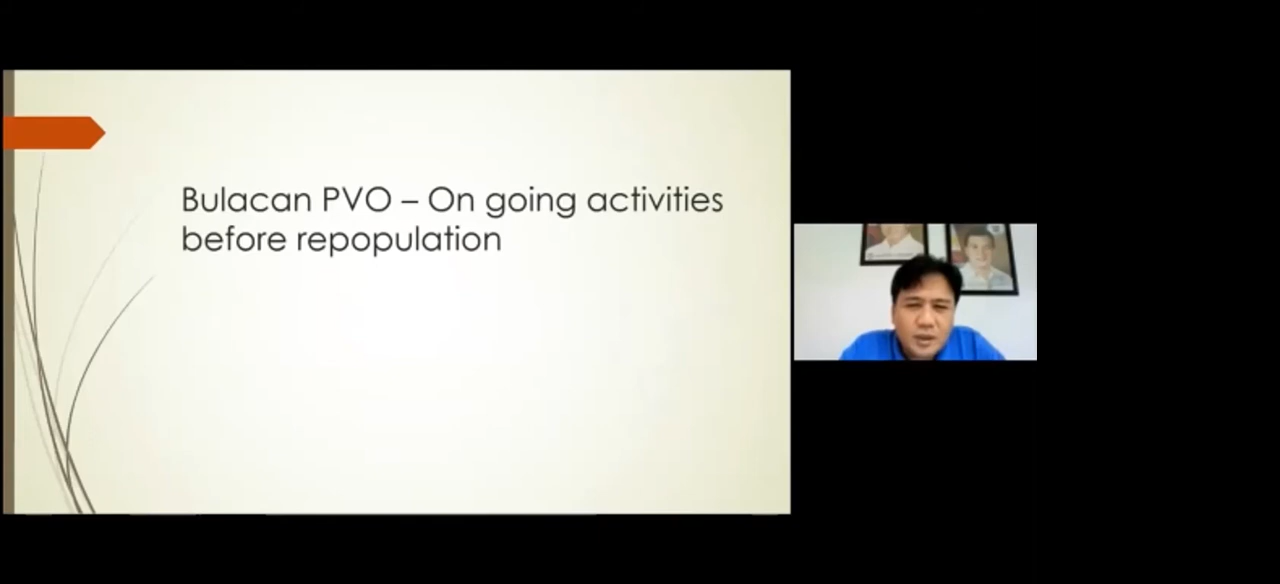 Bulacan PVO – On going activities
before repopulation